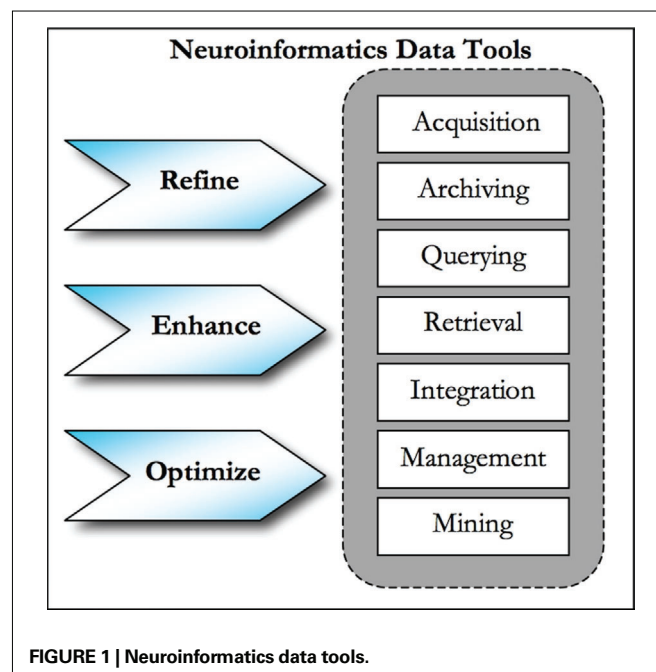 Neuroinformatics Data Tools
Refine
Enhance
Optimize
Acquisition
Archiving
Querying
Retrieval
Integration
Management
Mining
FIGURE 1 | Neuroinformatics data tools.